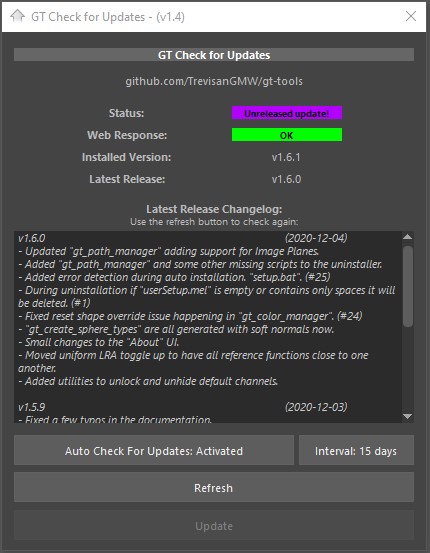 GT Check for Updates - (v1.4)
GT Check for Updates
github.com/TrevisanGMW/gt-tools
Status: Unreleased update!
Web Response: OK
Installed Version: v1.6.1
Latest Release: v1.6.0
Latest Release Changelog:
Use the refresh button to check again:
v1.6.0 (2020-12-04)
- Updated "gt_path_manager" adding support for Image Planes.
- Added "gt_path_manager" and some other missing scripts to the uninstaller.
- Added error detection during auto installation. "setup.bat". (#25)
- During uninstallation if "userSetup.mel" is empty or contains only spaces it will
be deleted. (#1)
- Fixed reset shape override issue happening in "gt_color_manager". (#24)
- "gt_create_sphere_types" are all generated with soft normals now.
- Small changes to the "About" UI.
- Moved uniform LRA toggle up to have all reference functions close to one
another.
- Added utilities to unlock and unhide default channels.
v1.5.9 (2020-12-03)
- Fixed a few typos in the documentation.
Auto Check For Updates: Activated Interval: 15 days
Refresh
Update